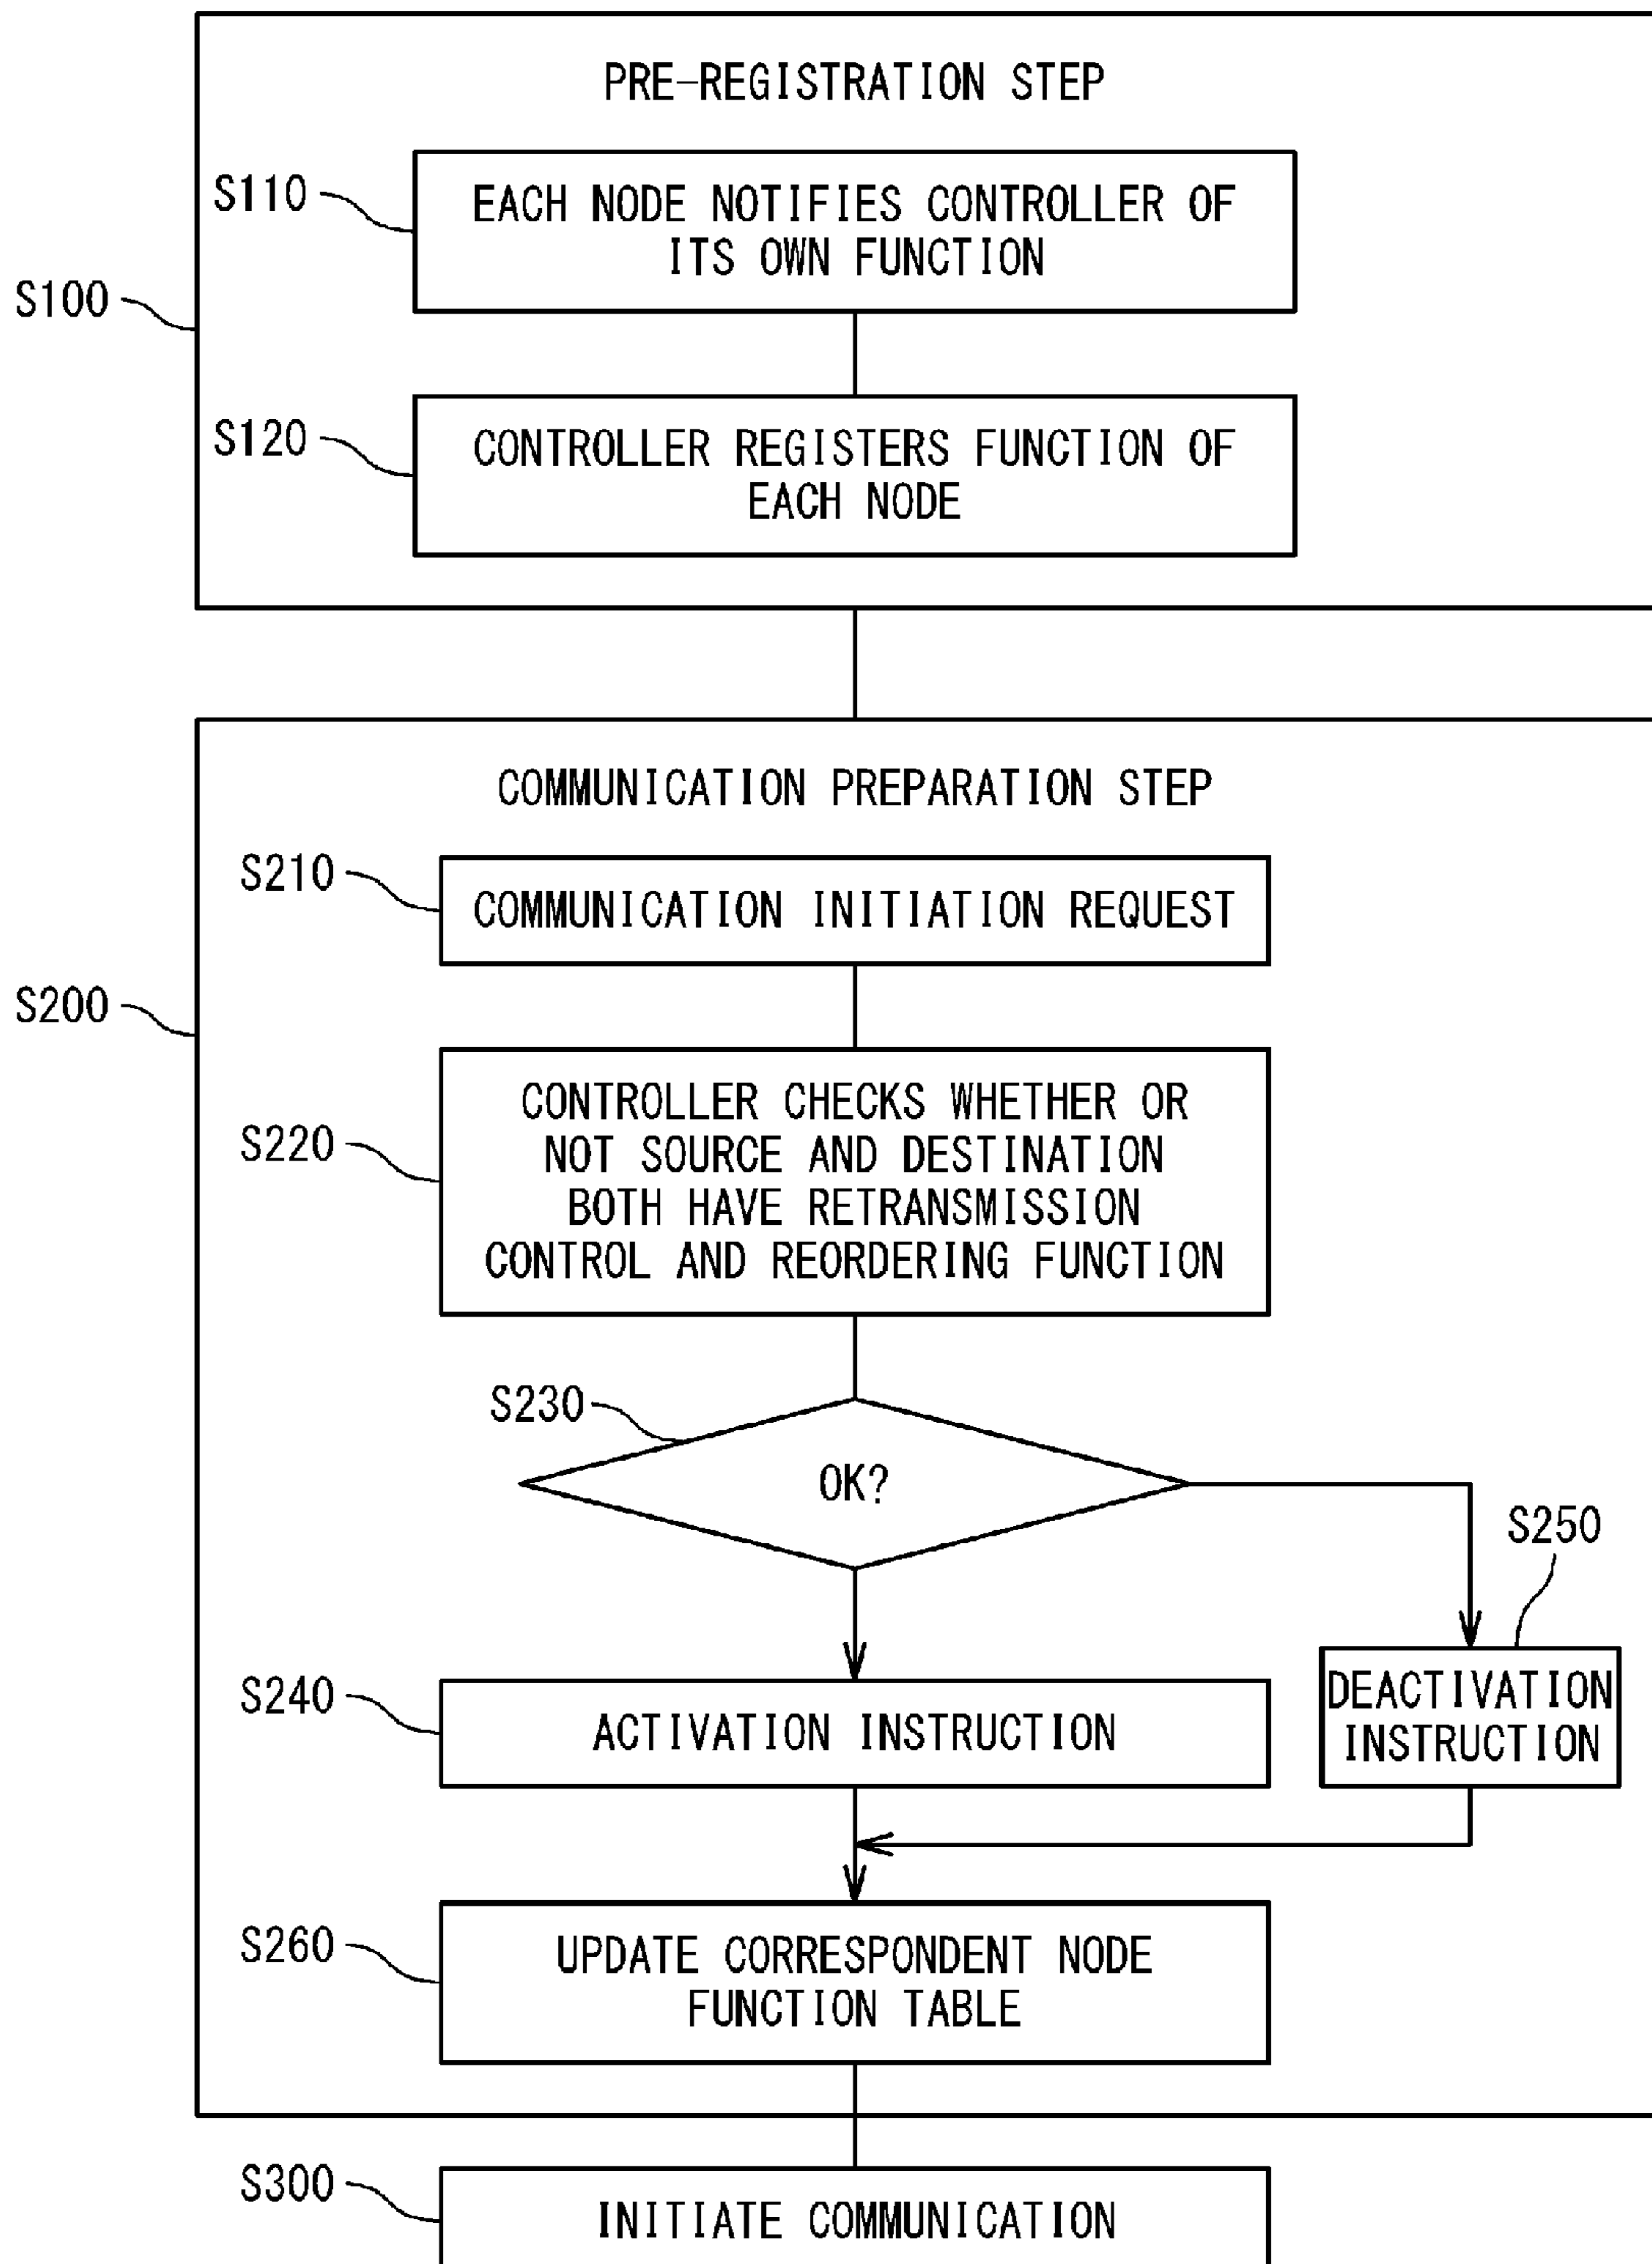 PRE-REGISTRATION STEP
S110
EACH NODE NOTIFIES CONTROLLER OF
ITS OWN FUNCTION
S100
S120
CONTROLLER REGISTERS FUNCTION OF
EACH NODE
COMMUNICATION PREPARATION STEP
S210
COMMUNICATION INITIATION REQUEST
S200
S220
CONTROLLER CHECKS WHETHER OR
NOT SOURCE AND DESTINATION
BOTH HAVE RETRANSMISSION
CONTROL AND REORDERING FUNCTION
S230
OK?
S250
S240
ACTIVATION INSTRUCTION
DEACTIVATION
INSTRUCTION
S260
UPDATE CORRESPONDENT NODE
FUNCTION TABLE
S300
INITIATE COMMUNICATION